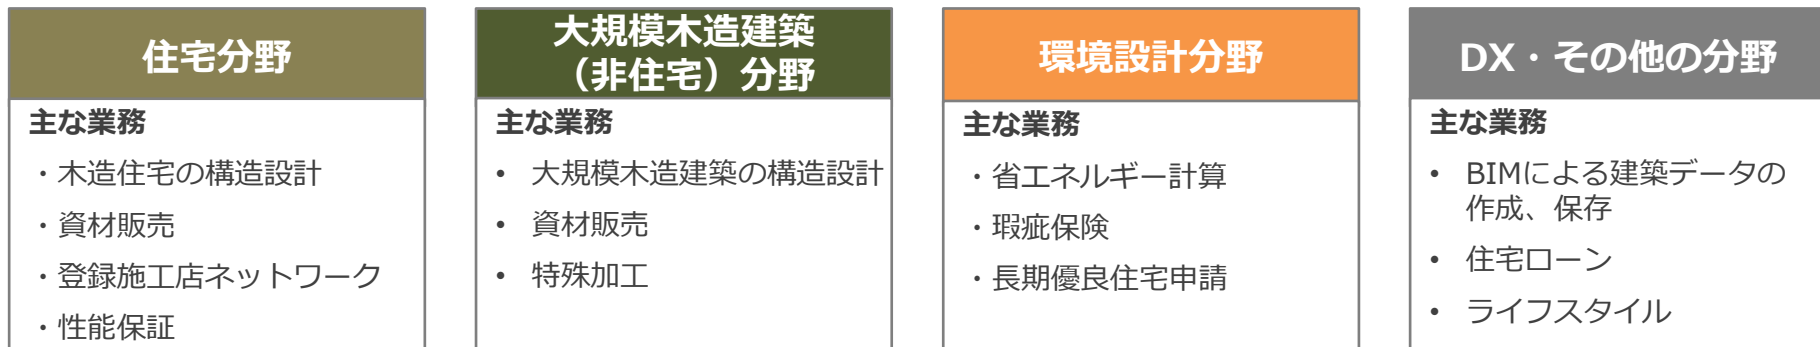 住宅分野
主な業務
・木造住宅の構造設計
・資材販売
・登録施工店ネットワーク
・性能保証
大規模木造建築
（非住宅）分野
主な業務
• 大規模木造建築の構造設計
• 資材販売
• 特殊加工
環境設計分野
主な業務
・省エネルギー計算
・瑕疵保険
・長期優良住宅申請
DX・その他の分野
主な業務
• BIMによる建築データの
作成、保存
• 住宅ローン
• ライフスタイル